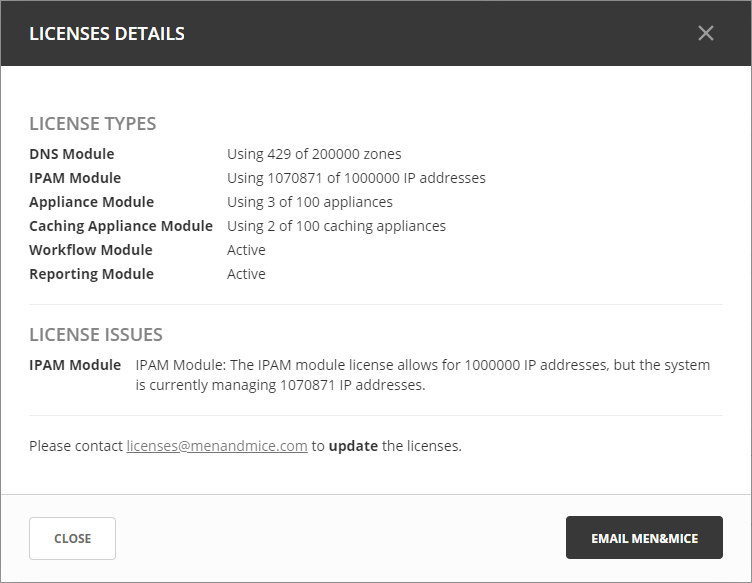 LICENSES DETAILS
LICENSE TYPES
DNS Module Using 429 of 200000 zones
IPAM Module Using 1070871 of 1000000 IP addresses
Appliance Module Using 3 of 100 appliances
Caching Appliance Module Using 2 of 100 caching appliances
Workflow Module Active
Reporting Module Active
LICENSE ISSUES
IPAM Module IPAM Module: The IPAM module license allows for 1000000 IP addresses, but the system
is currently managing 1070871 IP addresses.
Please contact licenses@menandmice.com to update the licenses.
CLOSE EMAIL MEN&MICE